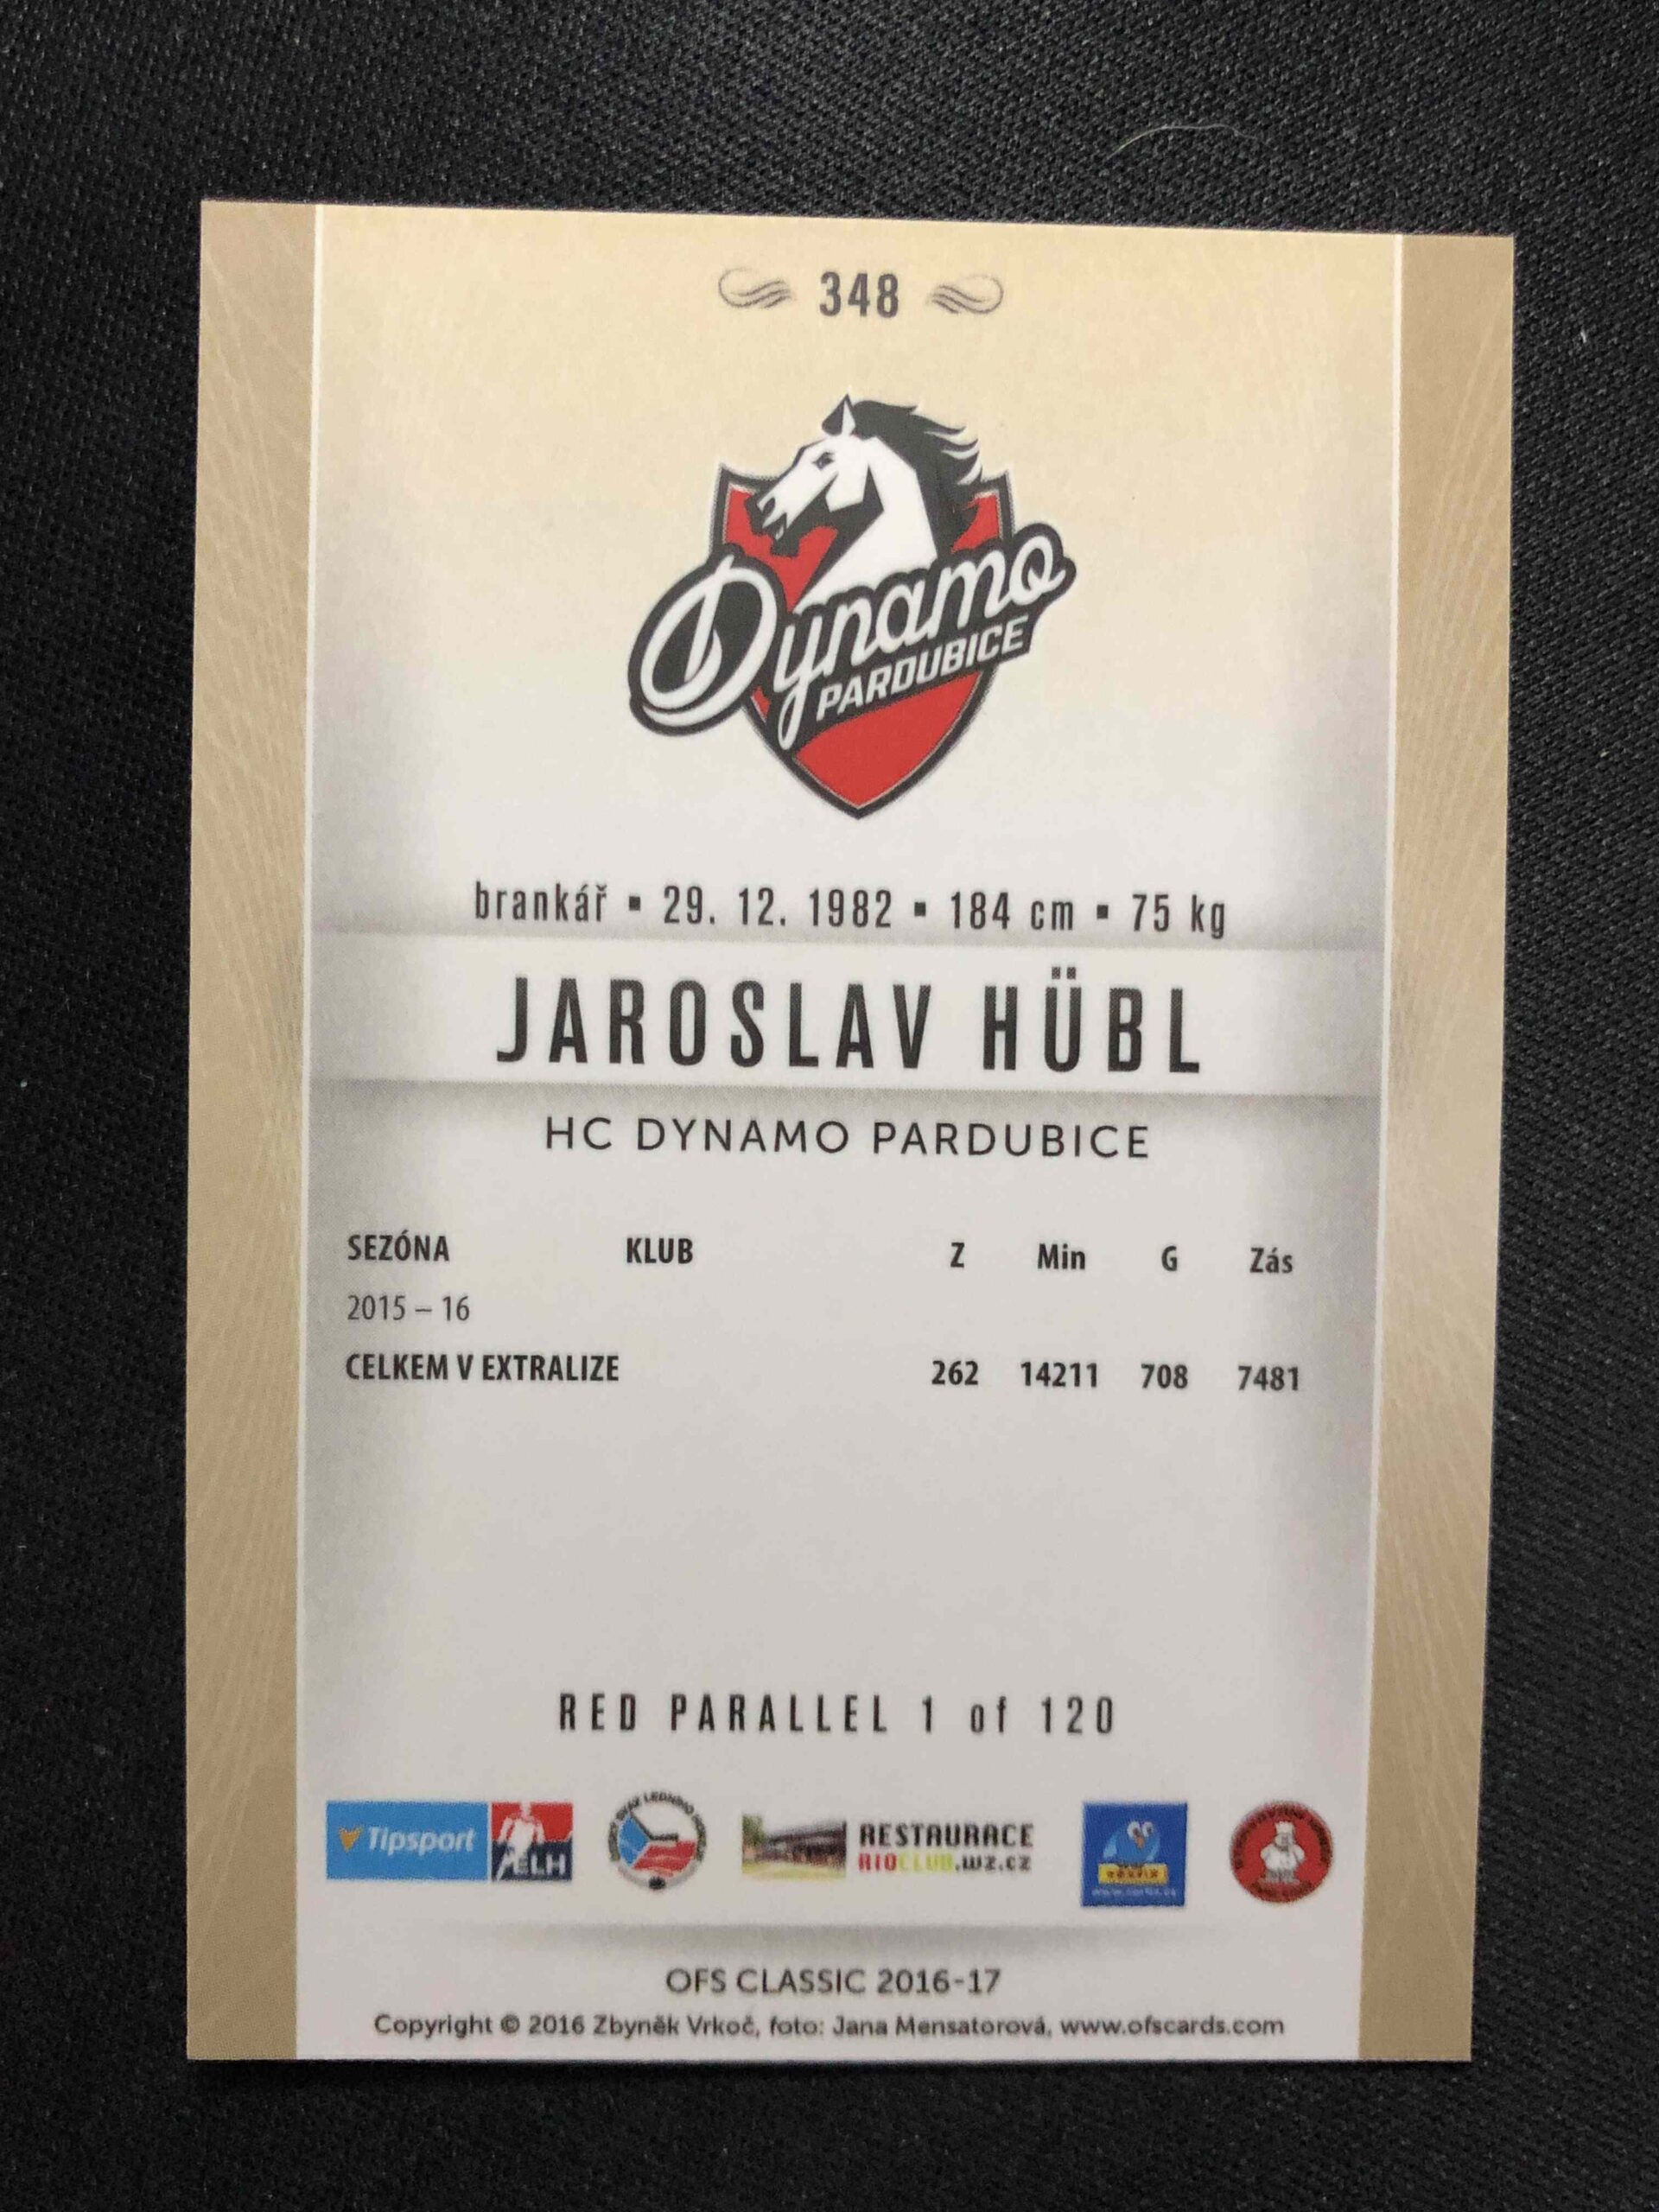 348
Dynamo
PARDUBICE
brankář ▪ 29. 12. 1982 ▪ 184 cm ▪ 75 kg
JAROSLAV HÜBL
HC DYNAMO PARDUBICE
SEZÓNA KLUB Z Min G Zás
2015 – 16
CELKEM V EXTRALIZE 262 14211 708 7481
RED PARALLEL 1 of 120
Tipsport ELH
RESTAURACE
RIOCLUB.wz.cz
OFS CLASSIC 2016-17
Copyright © 2016 Zbyněk Vrkoč, foto: Jana Mensatorová, www.ofscards.com